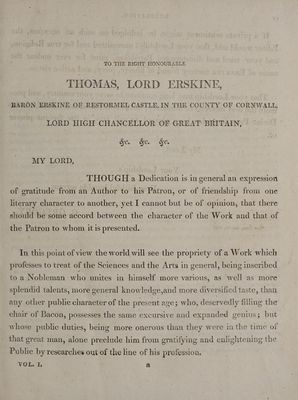 TO THE RIGHT HONOURABLE
THOMAS, LORD ERSKINE,
BARON ERSKINE OF RESTORMEL CASTLE, IN THE COUNTY OF CORNWALL,
LORD HIGH CHANCELLOR OF GREAT BRITAIN,
&c. &c. &c.
MY LORD,
THOUGH a Dedication is in general an expression
of gratitude from an Author to his Patron, or of friendship from one
literary character to another, yet I cannot but be of opinion, that there
should be some accord between the character of the Work and that of
the Patron to whom it is presented.
In this point of view the world will see the propriety of a Work which
professes to treat of the Sciences and the Arts in general, being inscribed
to a Nobleman who unites in himself more various, as well as more
splendid talents, more general knowledge, and more diversified taste, than
any other public character of the present age; who, deservedly filling the
chair of Bacon, possesses the same excursive and expanded genius; but
whose public duties, being more onerous than they were in the time of
that great man, alone preclude him from gratifying and enlightening the
Public by researches out of the line of his profession.
VOL. I. a